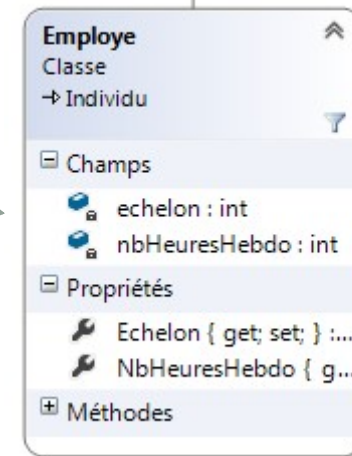 Employe
Classe
Individu
Champs
echelon : int
nbHeuresHebdo : int
Propriétés
Echelon { get; set; } :...
NbHeuresHebdo { g...
Méthodes